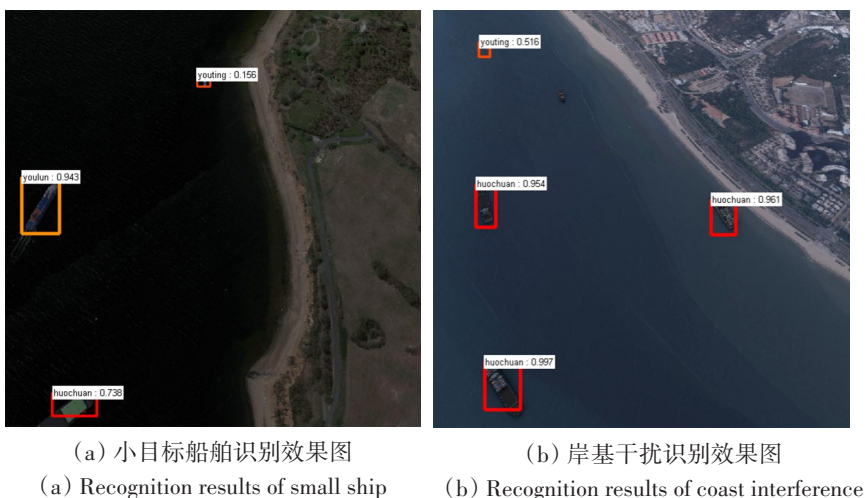 youting : 0.156
youlun : 0.943
huochuan : 0.738
youting : 0.516
huochuan : 0.954
huochuan : 0.961
huochuan : 0.997
(a) 小目标船舶识别效果图
(a) Recognition results of small ship
(b) 岸基干扰识别效果图
(b) Recognition results of coast interference